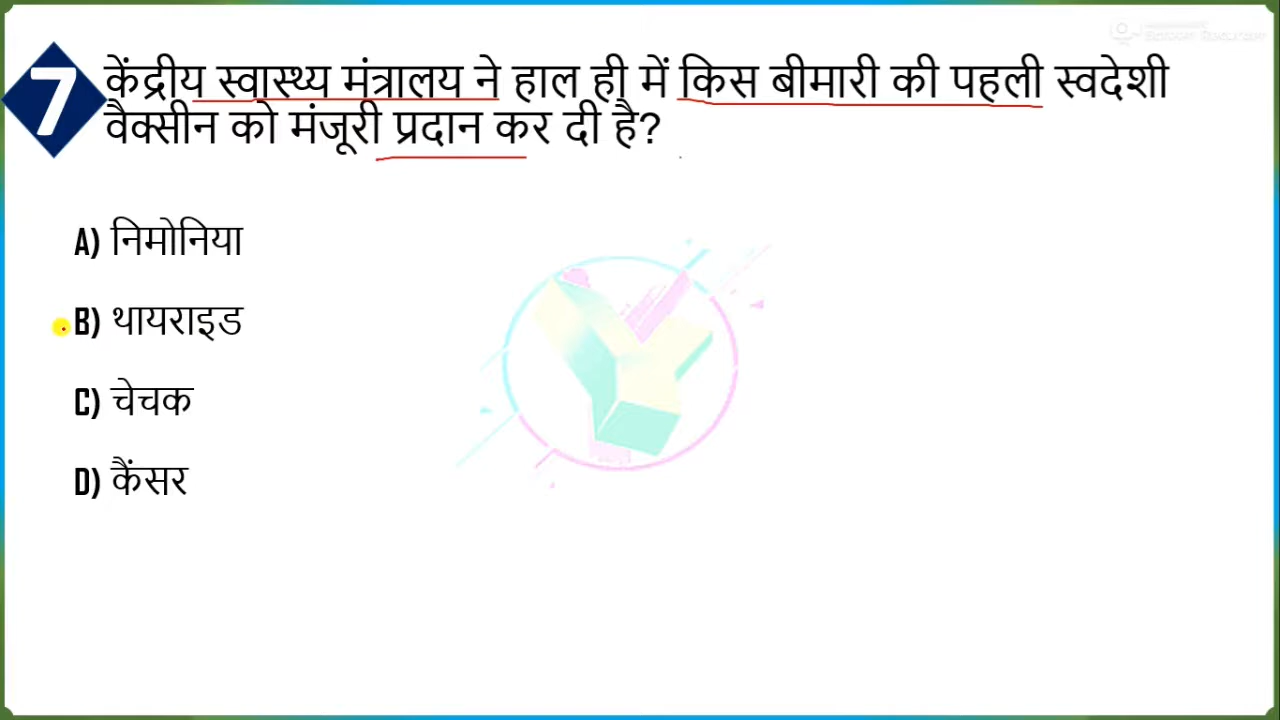 7
केंद्रीय स्वास्थ्य मंत्रालय ने हाल ही में किस बीमारी की पहली स्वदेशी
वैक्सीन को मंजूरी प्रदान कर दी है?
A) निमोनिया
B) थायराइड
C) चेचक
D) कैंसर